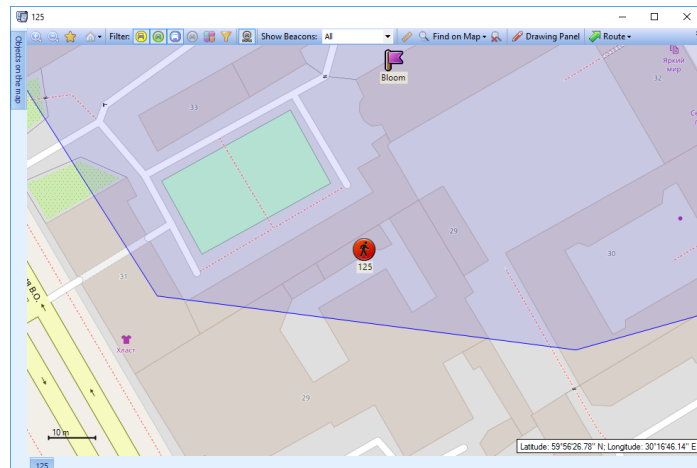 125
Filter:
Show Beacons: All
Find on Map
Drawing Panel
Route
Objects on the map
Bloom
Яркий
мир
32
33
29
30
125
31
Хваст
29
я В.О.
10 m
Latitude: 59°56'26.78" N; Longitude: 30°16'46.14" E
125